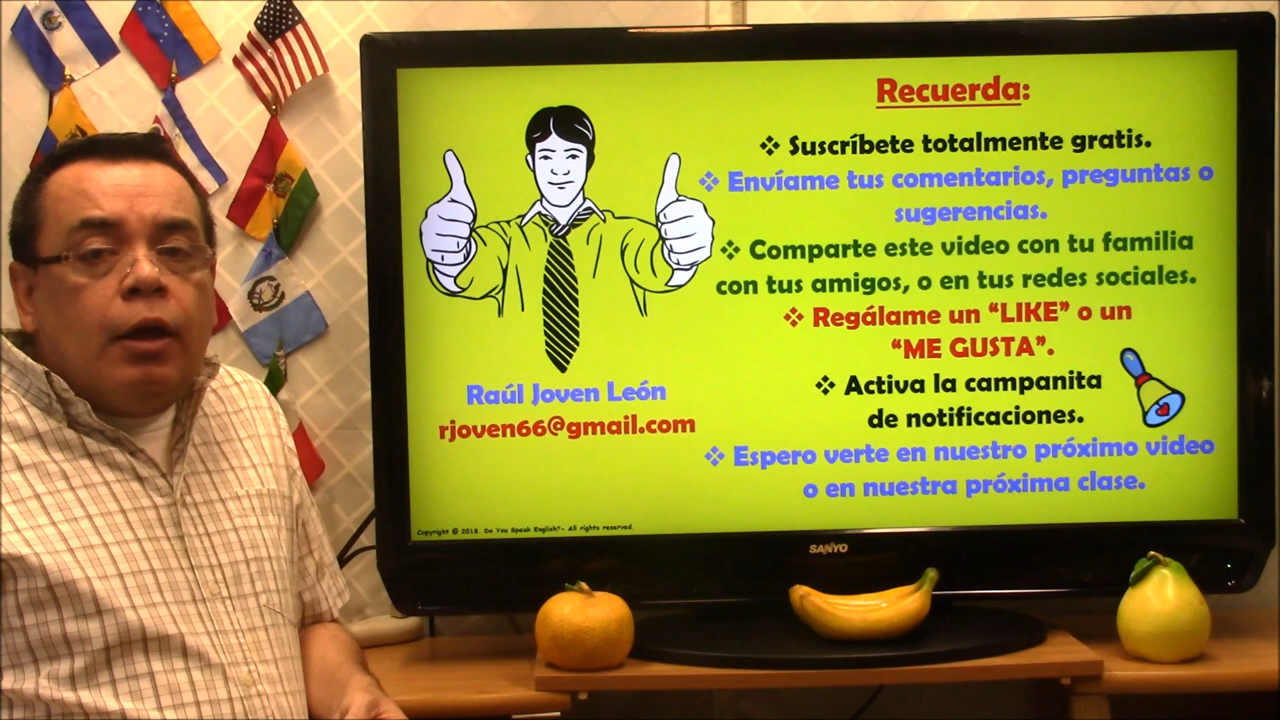 Recuerda:
❖ Suscríbete totalmente gratis.
❖ Envíame tus comentarios, preguntas o
sugerencias.
❖ Comparte este video con tu familia
con tus amigos, o en tus redes sociales.
❖ Regálame un “LIKE” o un
“ME GUSTA”.
❖ Activa la campanita
de notificaciones.
❖ Espero verte en nuestro próximo video
o en nuestra próxima clase.
Raúl Joven León
rjoven66@gmail.com
Copyright © 2018. Do You Speak English?- All rights reserved.
SANYO